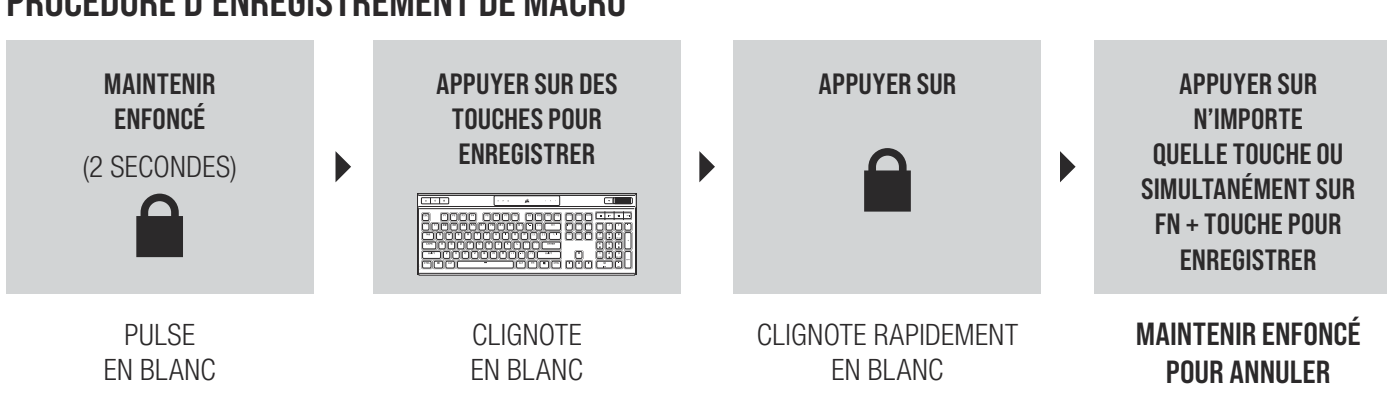 PROCÉDURE D'ENREGISTREMENT DE MACRO
MAINTENIR
ENFONCÉ
(2 SECONDES)
APPUYER SUR DES
TOUCHES POUR
ENREGISTRER
APPUYER SUR
APPUYER SUR
N'IMPORTE
QUELLE TOUCHE OU
SIMULTANÉMENT SUR
FN + TOUCHE POUR
ENREGISTRER
PULSE
EN BLANC
CLIGNOTE
EN BLANC
CLIGNOTE RAPIDEMENT
EN BLANC
MAINTENIR ENFONCÉ
POUR ANNULER